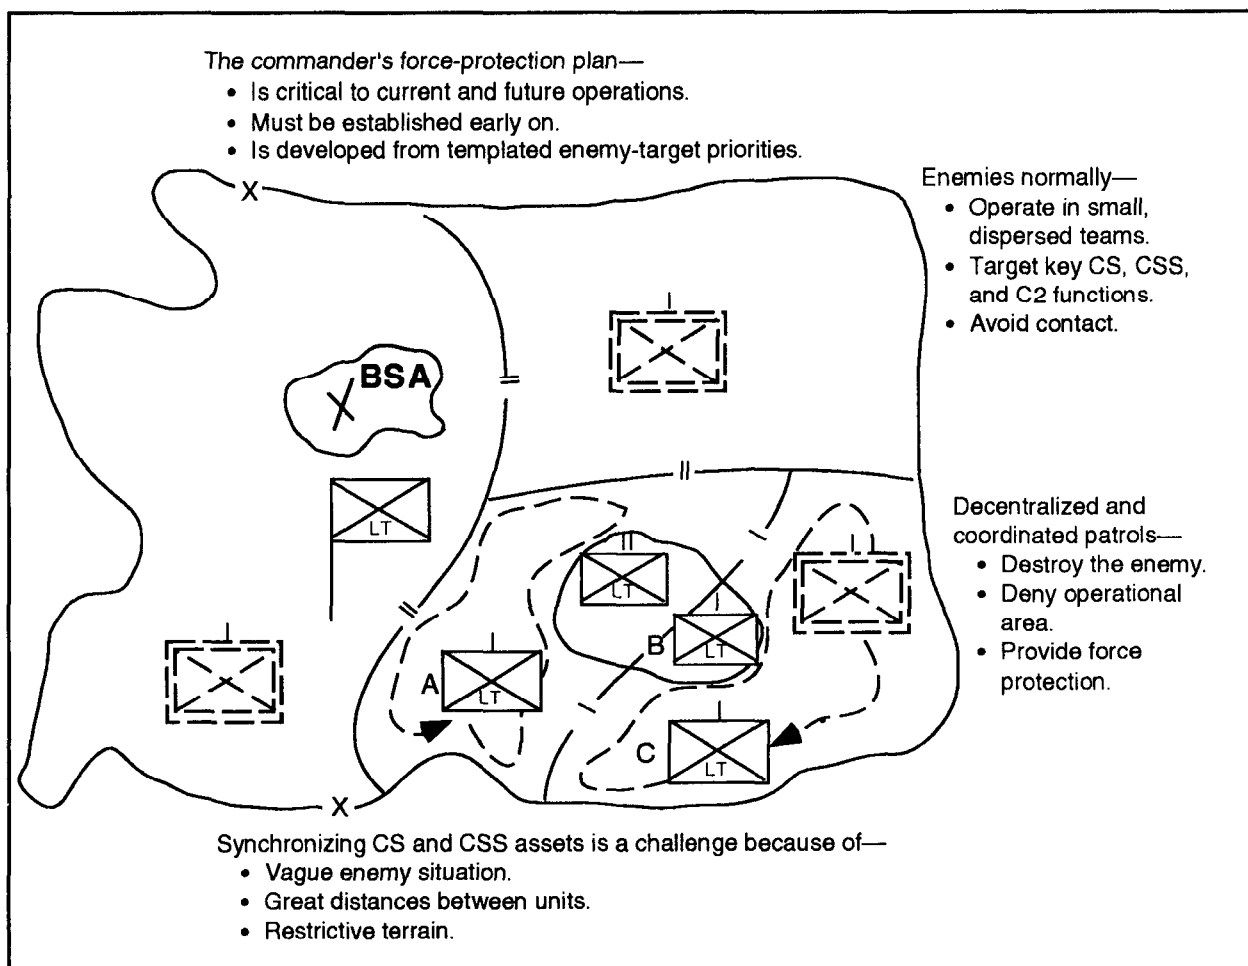 The commander's force-protection plan—
• Is critical to current and future operations.
• Must be established early on.
• Is developed from templated enemy-target priorities.
X
Enemies normally—
• Operate in small,
dispersed teams.
• Target key CS, CSS,
and C2 functions.
• Avoid contact.
BSA
X
LT
Decentralized and
coordinated patrols—
• Destroy the enemy.
• Deny operational
area.
• Provide force
protection.
LT
B
LT
A
LT
C
LT
X
Synchronizing CS and CSS assets is a challenge because of—
• Vague enemy situation.
• Great distances between units.
• Restrictive terrain.